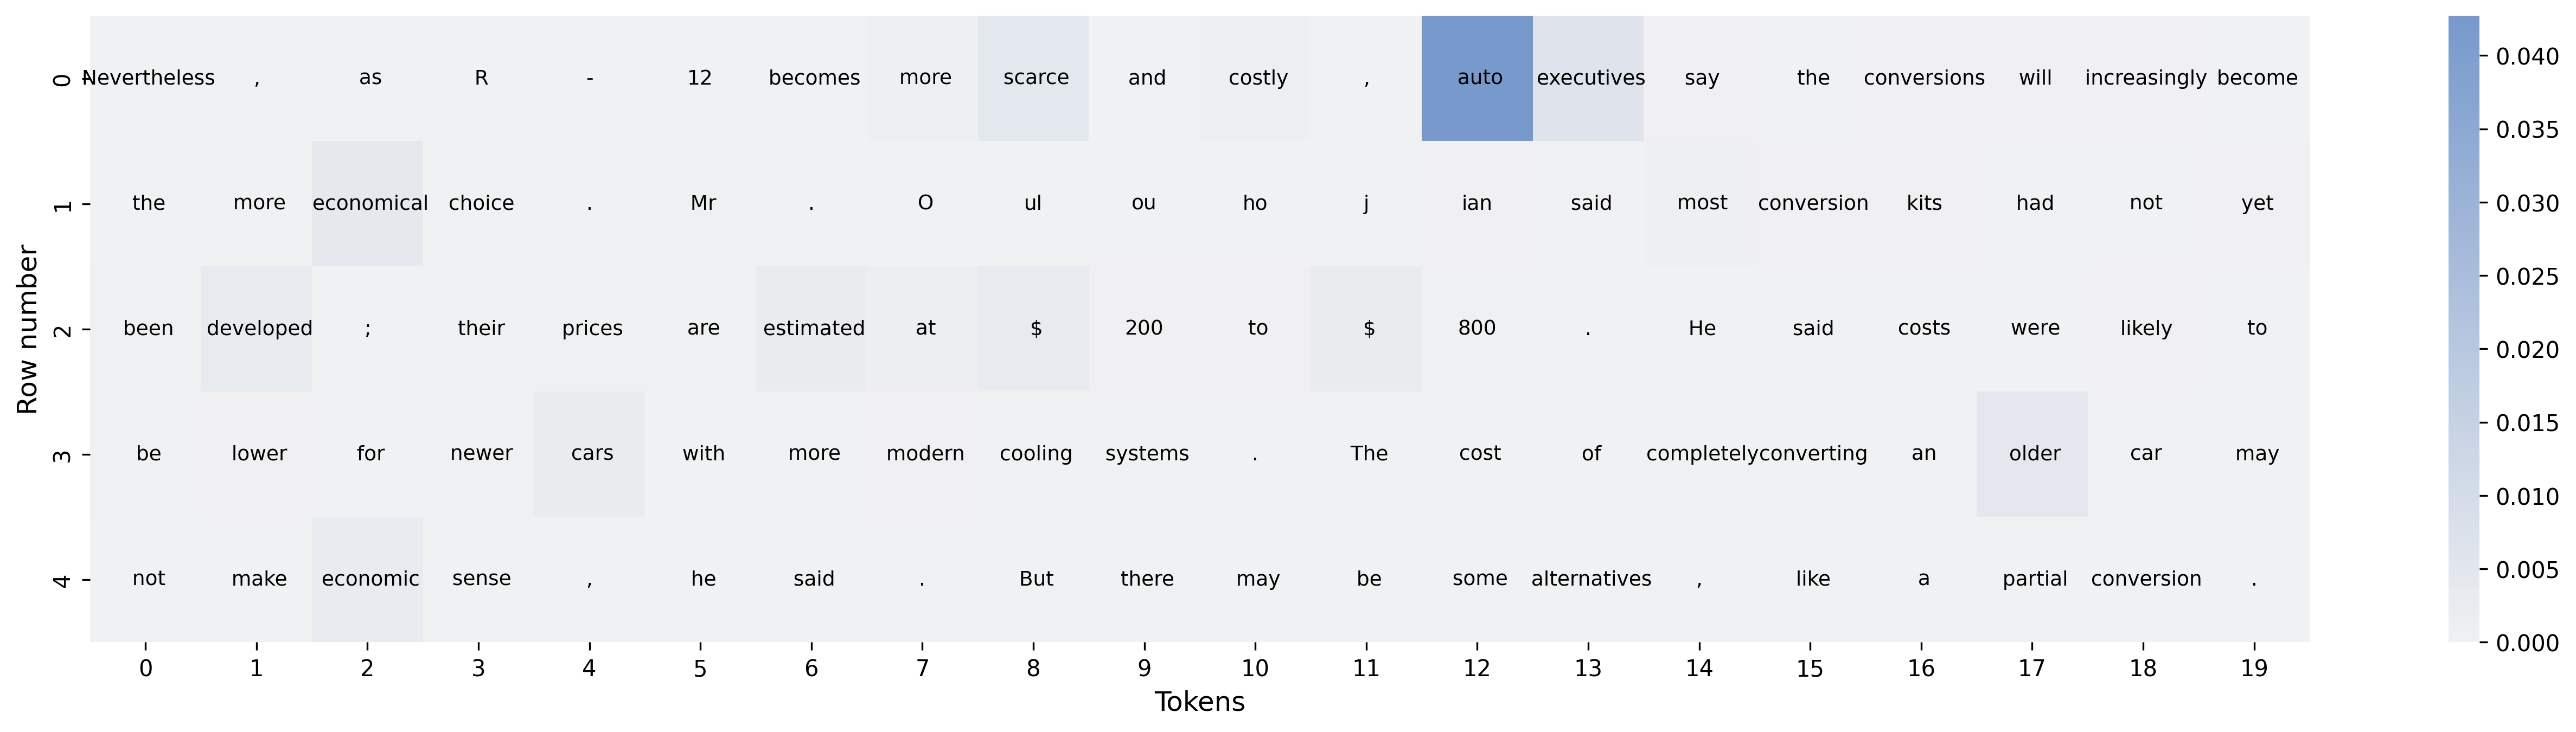 Nevertheless , as R - 12 becomes more scarce and costly , auto executives say the conversions will increasingly become
the more economical choice . Mr . O ul ou ho j ian said most conversion kits had not yet
been developed ; their prices are estimated at $ 200 to $ 800 . He said costs were likely to
be lower for newer cars with more modern cooling systems . The cost of completely converting an older car may
not make economic sense , he said . But there may be some alternatives , like a partial conversion .
0 1 2 3 4 5 6 7 8 9 10 11 12 13 14 15 16 17 18 19
Tokens
Row number
0
1
2
3
4
0.040
0.035
0.030
0.025
0.020
0.015
0.010
0.005
0.000